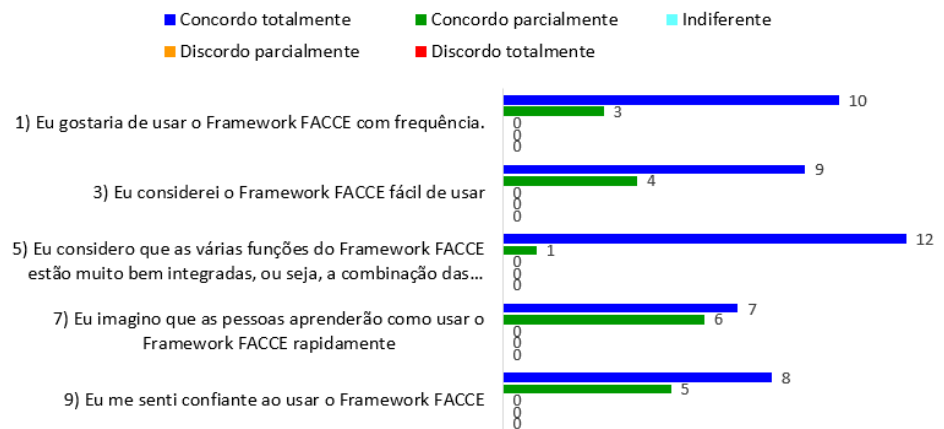 Concordo totalmente
Concordo parcialmente
Indiferente
Discordo parcialmente
Discordo totalmente
1) Eu gostaria de usar o Framework FACCE com frequência.
10
3
0
0
0
3) Eu considerei o Framework FACCE fácil de usar
9
4
0
0
0
5) Eu considero que as várias funções do Framework FACCE
estão muito bem integradas, ou seja, a combinação das...
12
1
0
0
0
7) Eu imagino que as pessoas aprenderão como usar o
Framework FACCE rapidamente
7
6
0
0
0
9) Eu me senti confiante ao usar o Framework FACCE
8
5
0
0
0